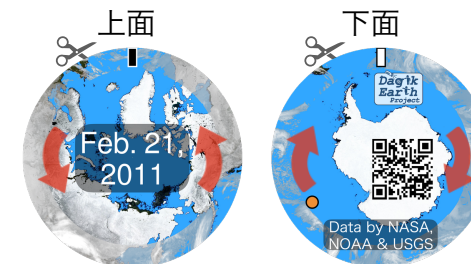 上面
下面
Dagik
Earth
Project
Feb. 21,
2011
Data by NASA,
NOAA & USGS